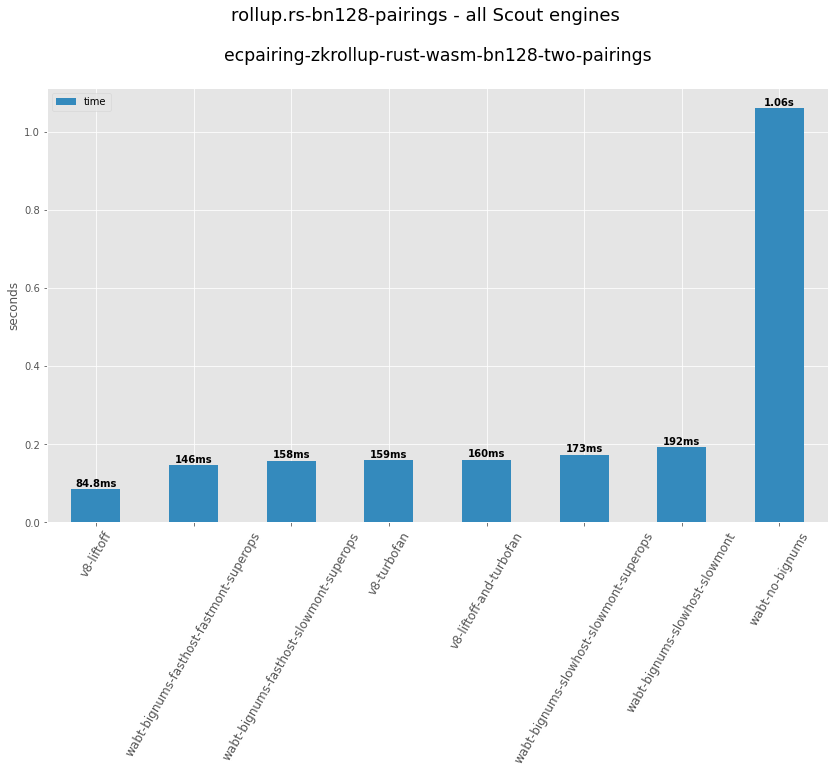 rollup.rs-bn128-pairings - all Scout engines
ecpairing-zkrollup-rust-wasm-bn128-two-pairings
time
seconds
1.0
0.8
0.6
0.4
0.2
0.0
84.8ms
146ms
158ms
159ms
160ms
173ms
192ms
1.06s
v8-liftoff
wabt-bignums-fasthost-fastmont-superops
wabt-bignums-fasthost-slowmont-superops
v8-turbofan
v8-liftoff-and-turbofan
wabt-bignums-slowhost-slowmont-superops
wabt-bignums-slowhost-slowmont
wabt-no-bignums